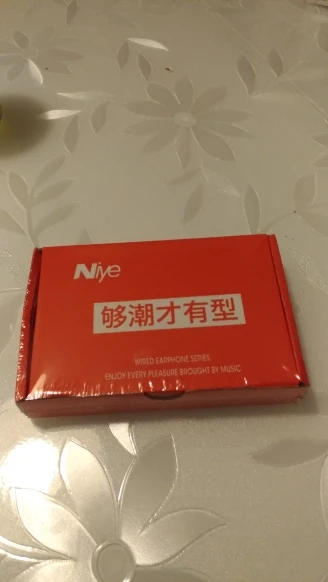 Niye
够潮才有型
WIRED EARPHONE SERIES
ENJOY EVERY PLEASURE BROUGHT BY MUSIC